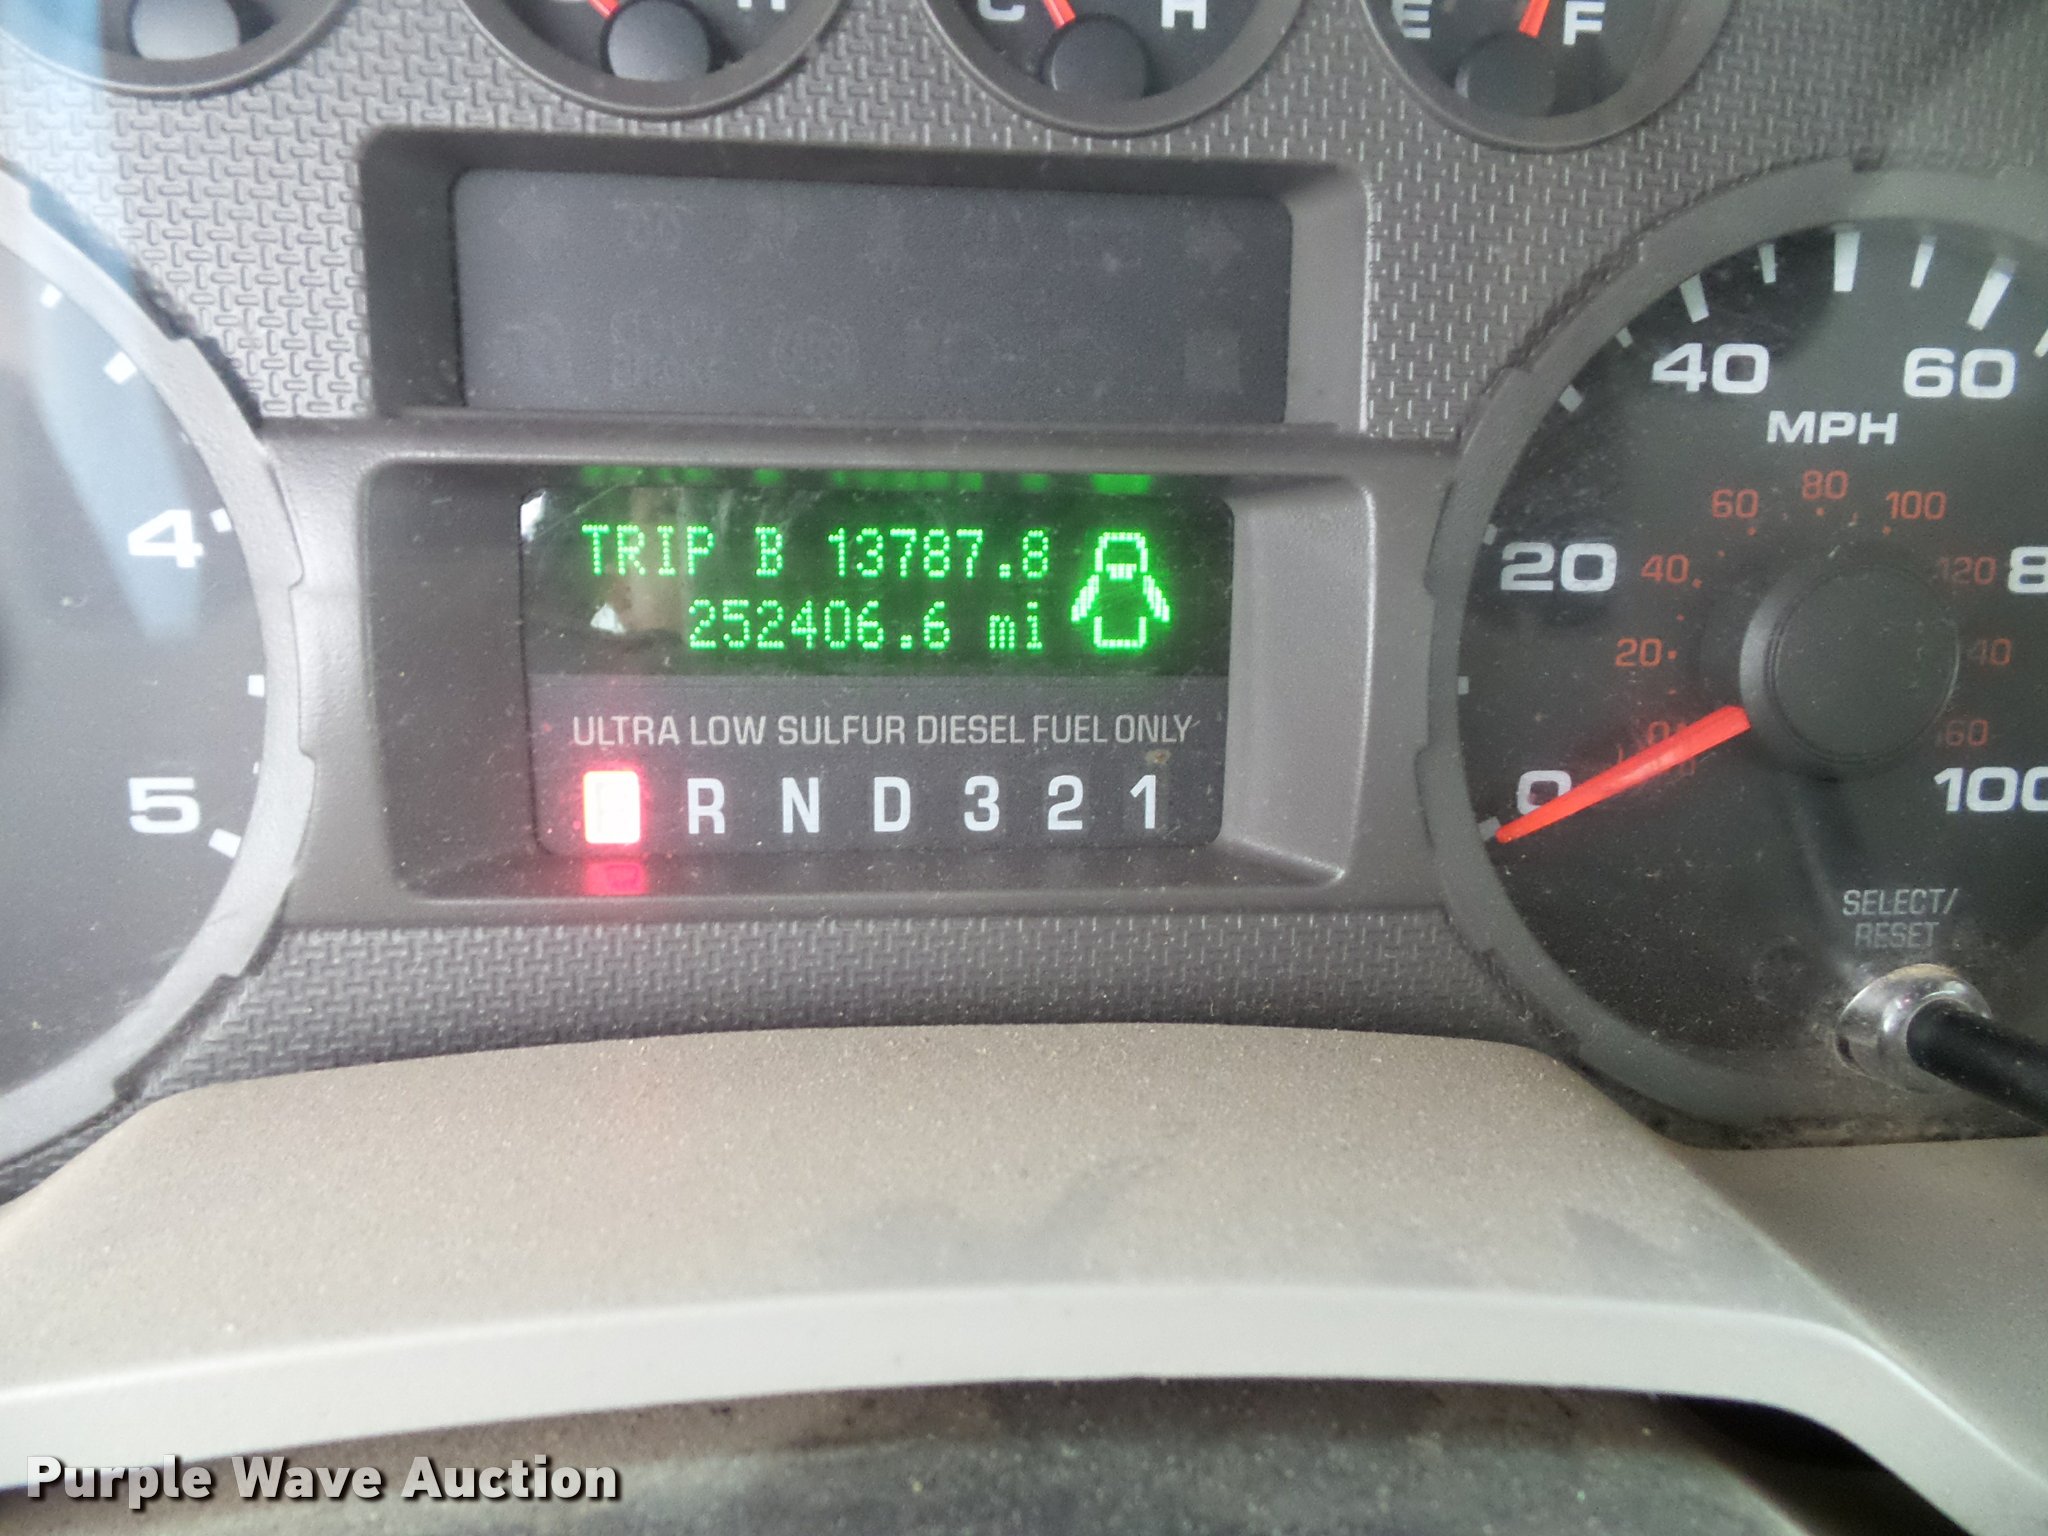 H
C H
E F
40 60
MPH
60 80 100
4
20 40 120
TRIP B 13787.8
252406.6 mi
20
ULTRA LOW SULFUR DIESEL FUEL ONLY
R N D 3 2 1
5
0 100
SELECT/
RESET
Purple Wave Auction